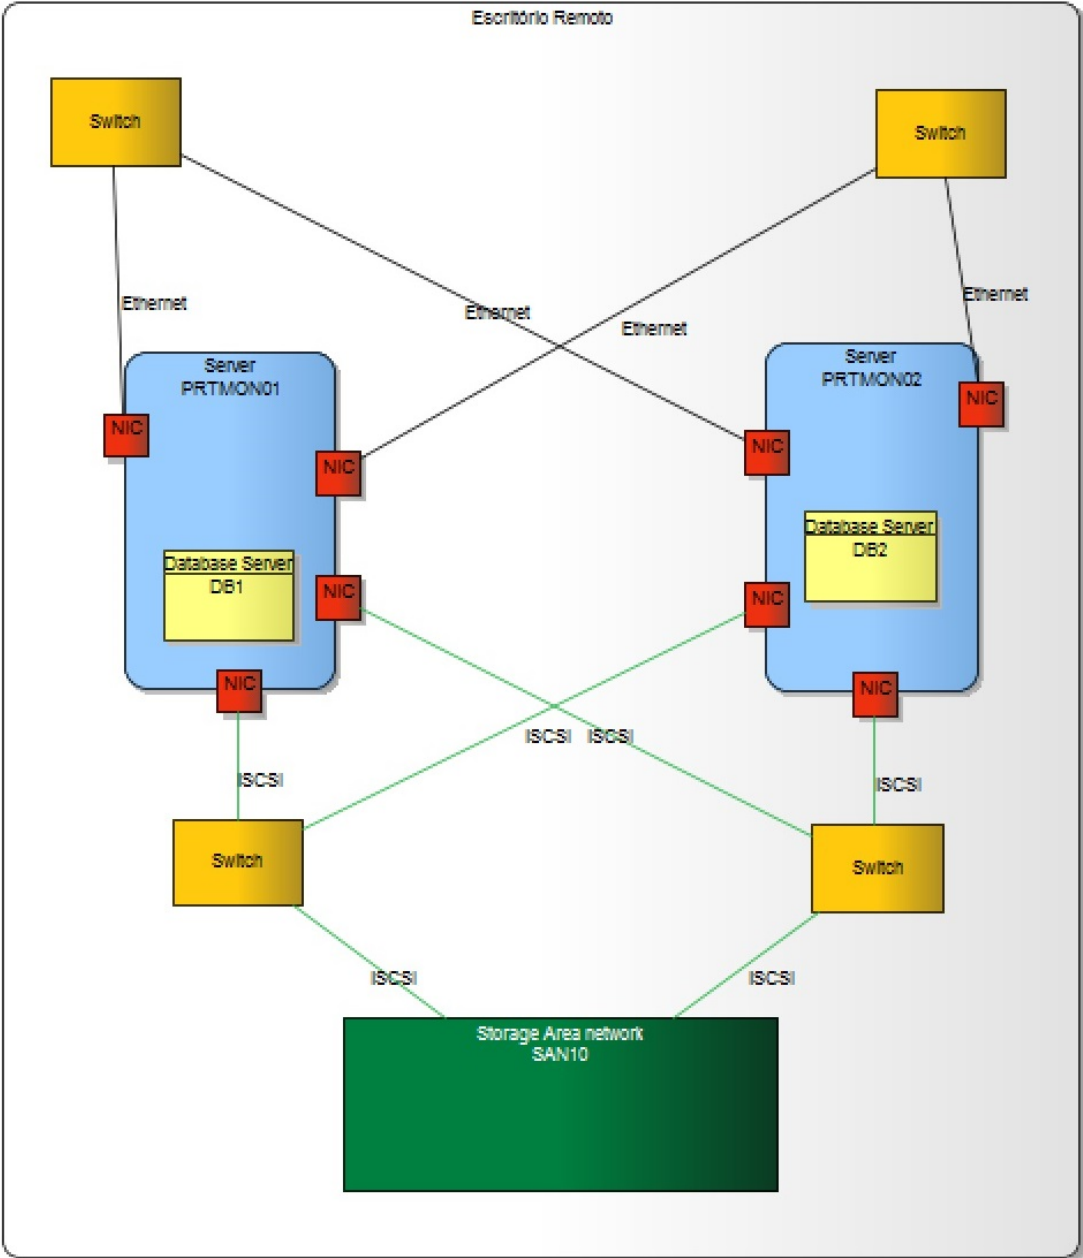 Escritório Remoto
Switch
Switch
Ethernet
Ethernet
Ethernet
Ethernet
Server
PRTMON01
Server
PRTMON02
NIC
NIC
NIC
NIC
Database Server
DB1
Database Server
DB2
NIC
NIC
NIC
NIC
ISCSI
ISCSI
ISCSI
ISCSI
Switch
Switch
ISCSI
ISCSI
Storage Area network
SAN10